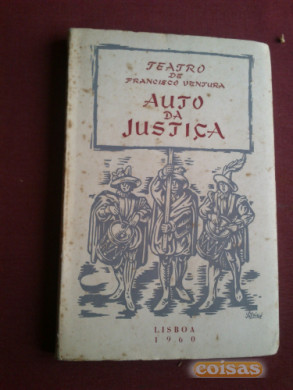 TEATRO
DE
FRANCISCO VENTURA
AUTO
DA
JUSTIÇA
LISBOA
1960
coisas